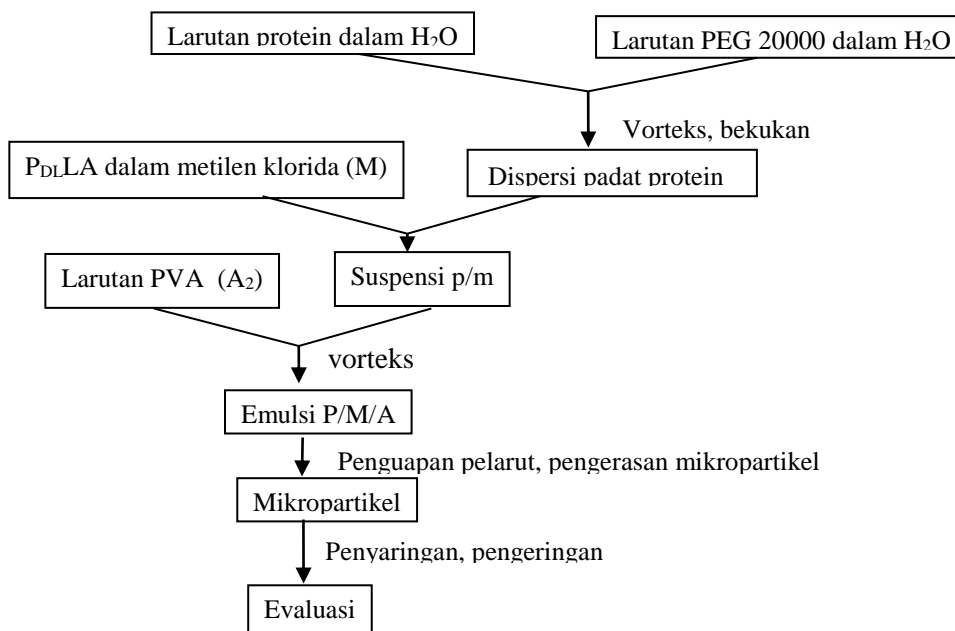 Larutan protein dalam H₂O
Larutan PEG 20000 dalam H₂O
Vorteks, bekukan
P_DLLA dalam metilen klorida (M)
Dispersi padat protein
Larutan PVA (A₂)
Suspensi p/m
vorteks
Emulsi P/M/A
Penguapan pelarut, pengerasan mikropartikel
Mikropartikel
Penyaringan, pengeringan
Evaluasi